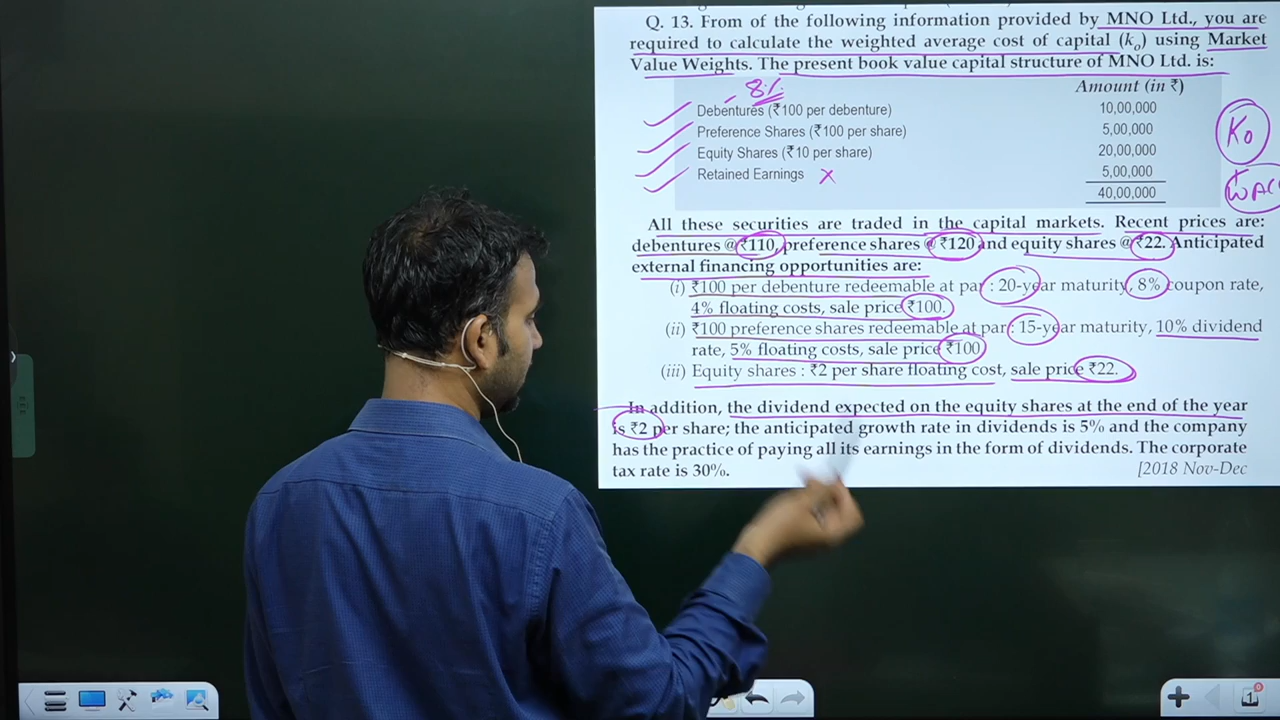 Q. 13. From of the following information provided by MNO Ltd., you are
required to calculate the weighted average cost of capital (kₒ) using Market
Value Weights. The present book value capital structure of MNO Ltd. is:
8%
Amount (in ₹)
Debentures (₹100 per debenture) 10,00,000
Preference Shares (₹100 per share) 5,00,000
Equity Shares (₹10 per share) 20,00,000
Retained Earnings 5,00,000
40,00,000
Ko
WAC
All these securities are traded in the capital markets. Recent prices are:
debentures @ ₹110, preference shares @ ₹120 and equity shares @ ₹22. Anticipated
external financing opportunities are:
(i) ₹100 per debenture redeemable at par : 20-year maturity, 8% coupon rate,
4% floating costs, sale price ₹100.
(ii) ₹100 preference shares redeemable at par : 15-year maturity, 10% dividend
rate, 5% floating costs, sale price ₹100
(iii) Equity shares : ₹2 per share floating cost, sale price ₹22.
In addition, the dividend expected on the equity shares at the end of the year
is ₹2 per share; the anticipated growth rate in dividends is 5% and the company
has the practice of paying all its earnings in the form of dividends. The corporate
tax rate is 30%. [2018 Nov-Dec
1